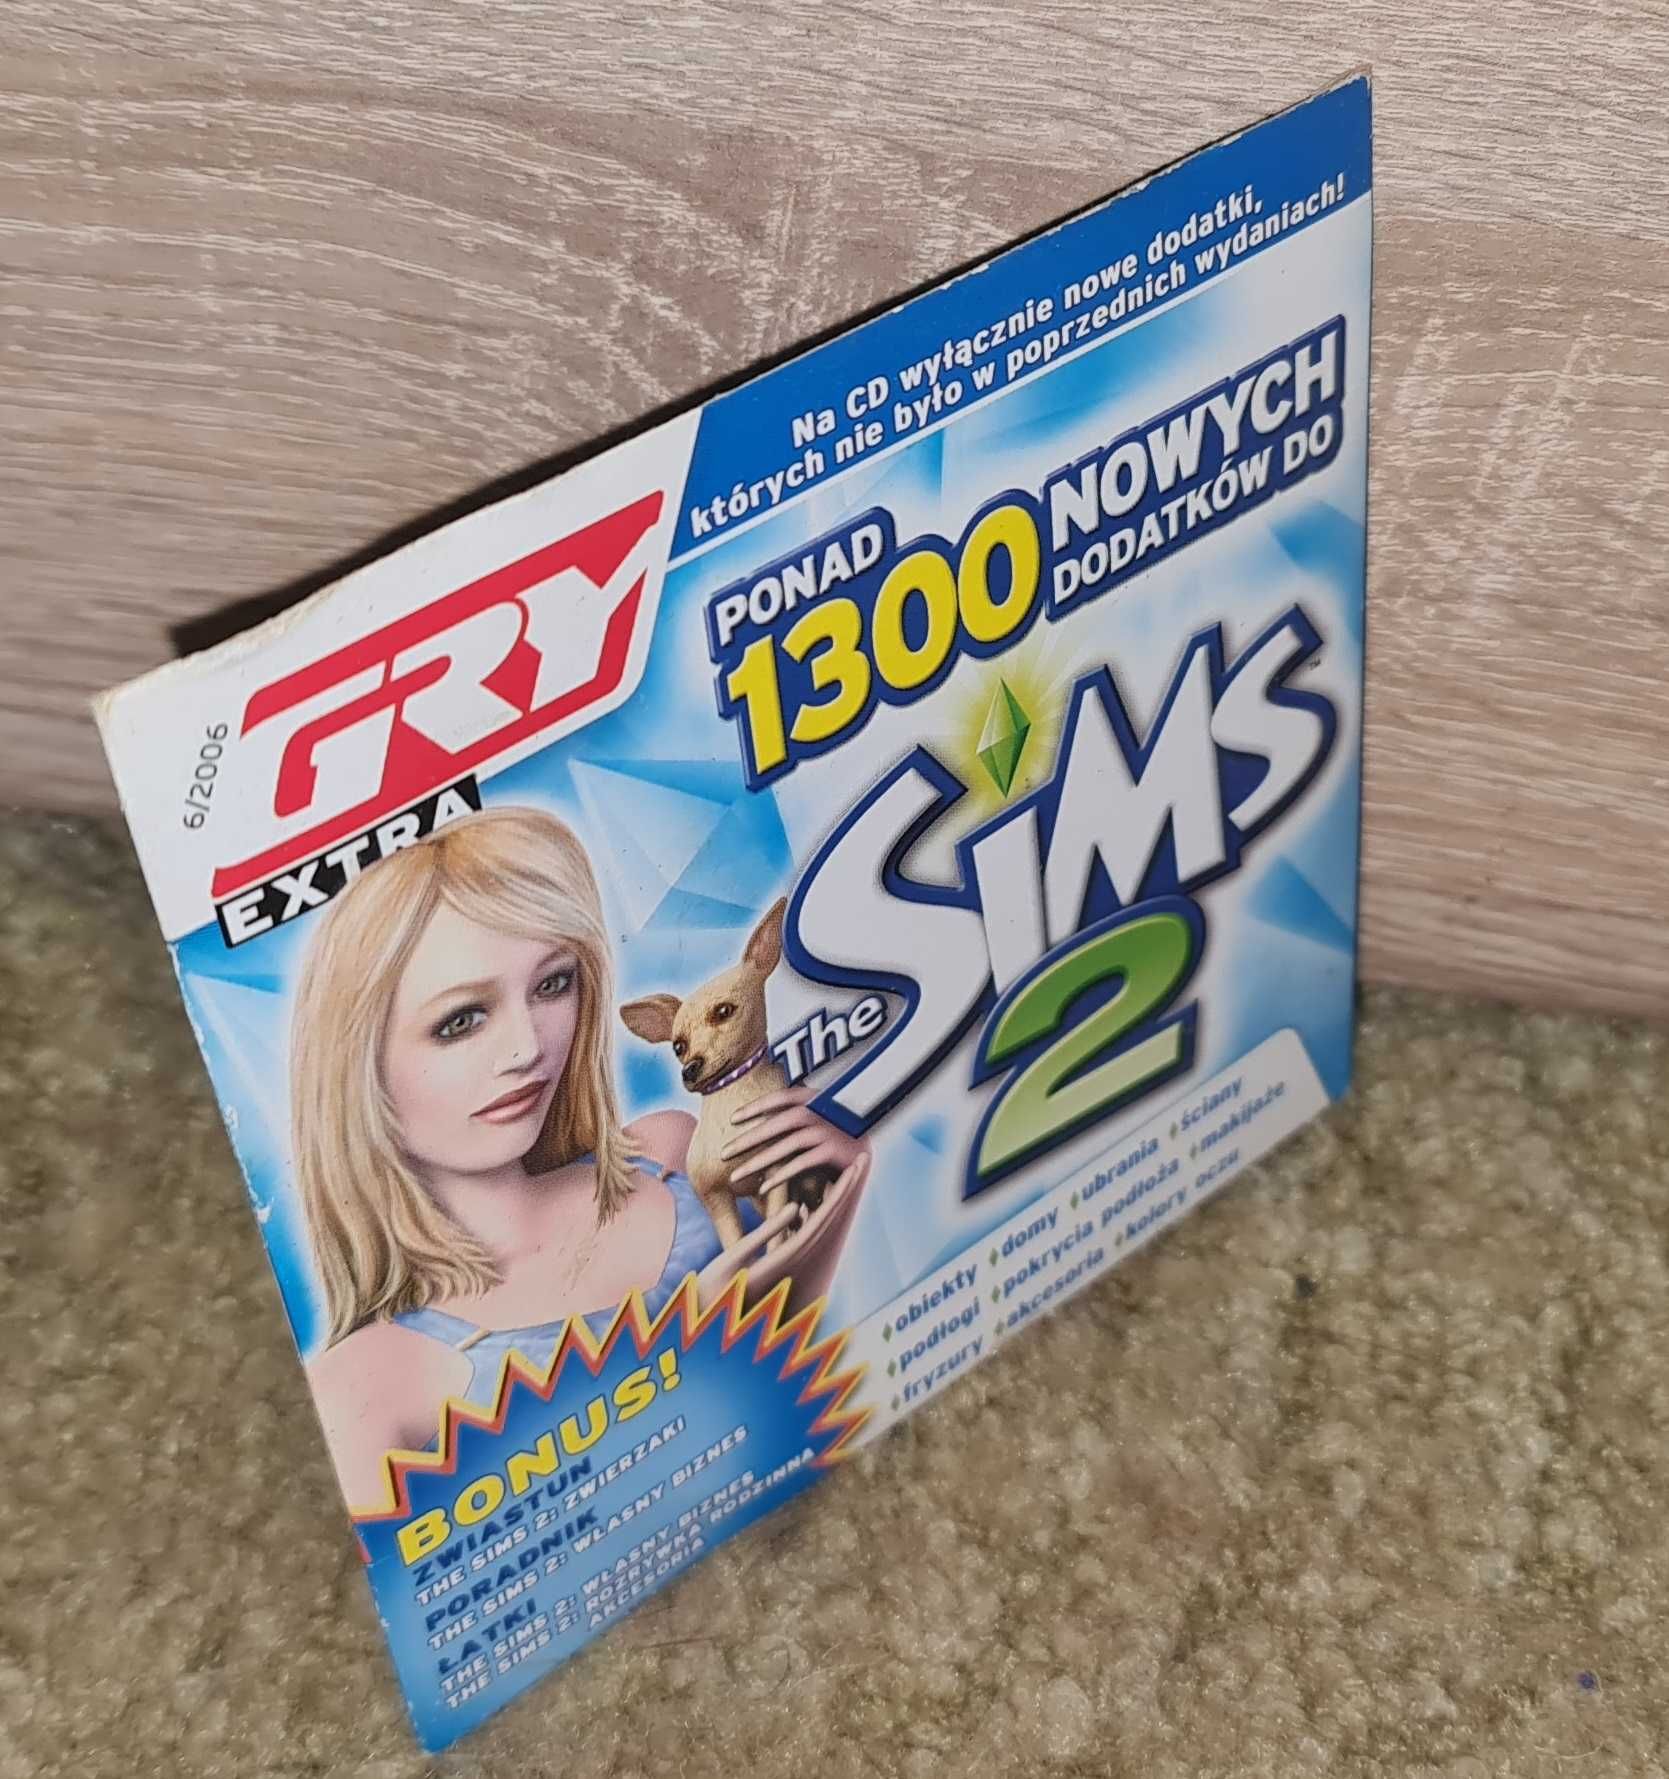 Na CD wyłącznie nowe dodatki,
których nie było w poprzednich wydaniach!
6/2006
GRY
EXTRA
PONAD
1300
NOWYCH
DODATKÓW DO
The SiMS ™
2
obiekty domy ubrania ściany
podłogi pokrycia podłoża makijaże
fryzury akcesoria kolory oczu
BONUS!
ZWIASTUN
THE SIMS 2: ZWIERZAKI
PORADNIK
THE SIMS 2: WŁASNY BIZNES
ŁATKI
THE SIMS 2: WŁASNY BIZNES
THE SIMS 2: ROZRYWKA RODZINNA
AKCESORIA